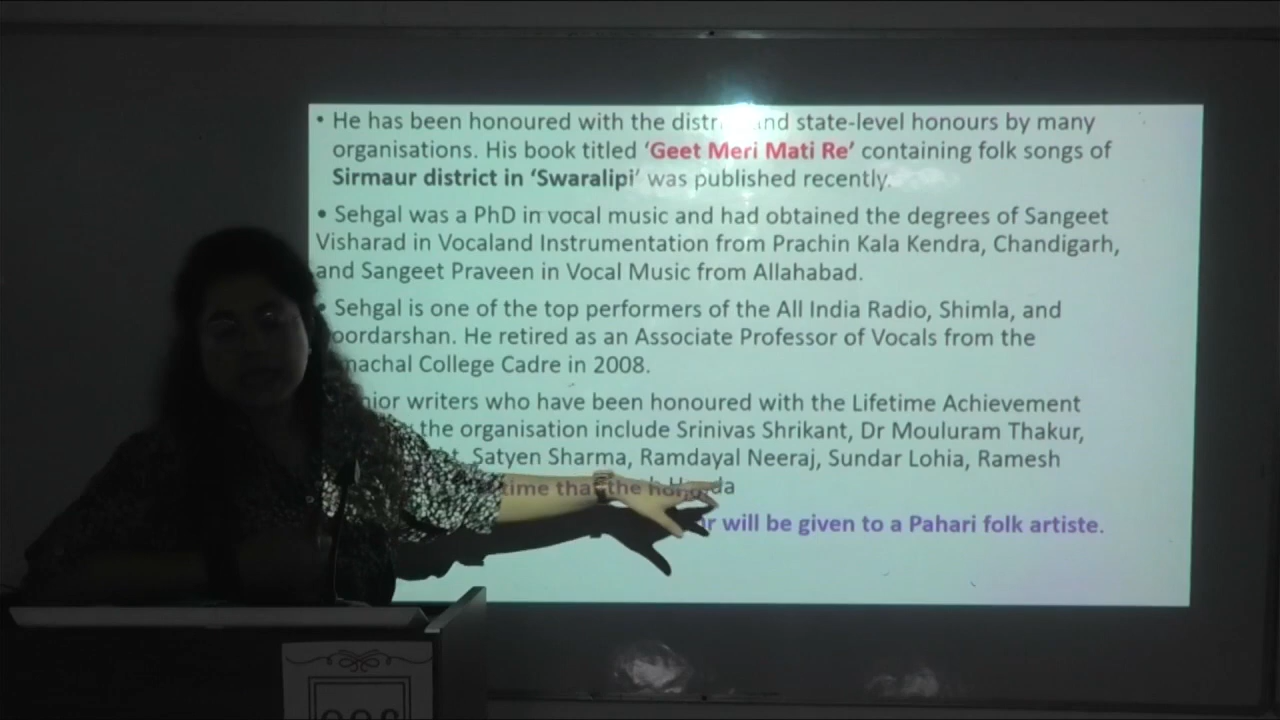 • He has been honoured with the and state-level honours by many
organisations. His book titled ‘Geet Meri Mati Re’ containing folk songs of
Sirmaur district in ‘Swaralipi’ was published recently.
• Sehgal was a PhD in vocal music and had obtained the degrees of Sangeet
Visharad in Vocaland Instrumentation from Prachin Kala Kendra, Chandigarh,
and Sangeet Praveen in Vocal Music from Allahabad.
• Sehgal is one of the top performers of the All India Radio, Shimla, and
oordarshan. He retired as an Associate Professor of Vocals from the
machal College Cadre in 2008.
nior writers who have been honoured with the Lifetime Achievement
the organisation include Srinivas Shrikant, Dr Mouluram Thakur,
Satyen Sharma, Ramdayal Neeraj, Sundar Lohia, Ramesh
time that the
will be given to a Pahari folk artiste.